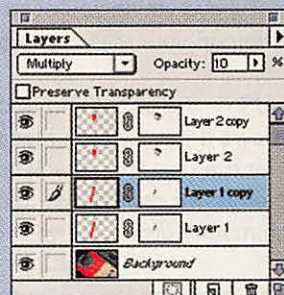 Layers
Multiply Opacity: 10 %
Preserve Transparency
Layer 2 copy
Layer 2
Layer 1 copy
Layer 1
Background